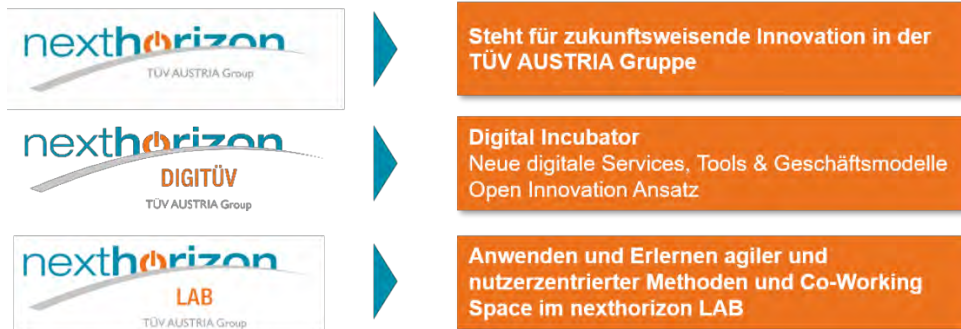 nexthorizon
TÜV AUSTRIA Group
Steht für zukunftsweisende Innovation in der
TÜV AUSTRIA Gruppe
nexthorizon
DIGITÜV
TÜV AUSTRIA Group
Digital Incubator
Neue digitale Services, Tools & Geschäftsmodelle
Open Innovation Ansatz
nexthorizon
LAB
TÜV AUSTRIA Group
Anwenden und Erlernen agiler und
nutzerzentrierter Methoden und Co-Working
Space im nexthorizon LAB